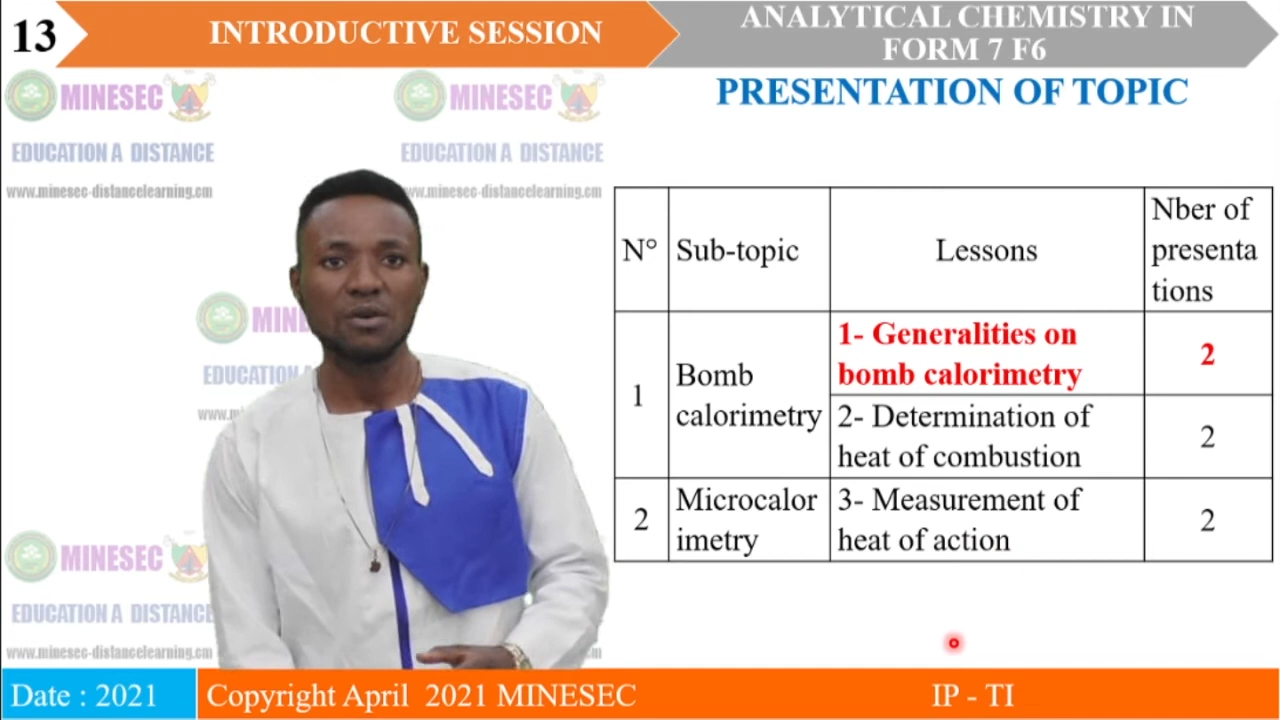 13
INTRODUCTIVE SESSION
ANALYTICAL CHEMISTRY IN
FORM 7 F6
PRESENTATION OF TOPIC
MINESEC
EDUCATION A DISTANCE
www.minesec-distancelearning.cm
MINESEC
EDUCATION A DISTANCE
www.minesec-distancelearning.cm
MINE
EDUCATION A
www.m
MINESEC
EDUCATION A DISTANCE
www.minesec-distancelearning.cm
m
N° Sub-topic Lessons Nber of
presenta
tions
1 Bomb
calorimetry
1- Generalities on
bomb calorimetry
2
2- Determination of
heat of combustion
2
2 Microcalor
imetry
3- Measurement of
heat of action
2
Date : 2021
Copyright April 2021 MINESEC
IP - TI